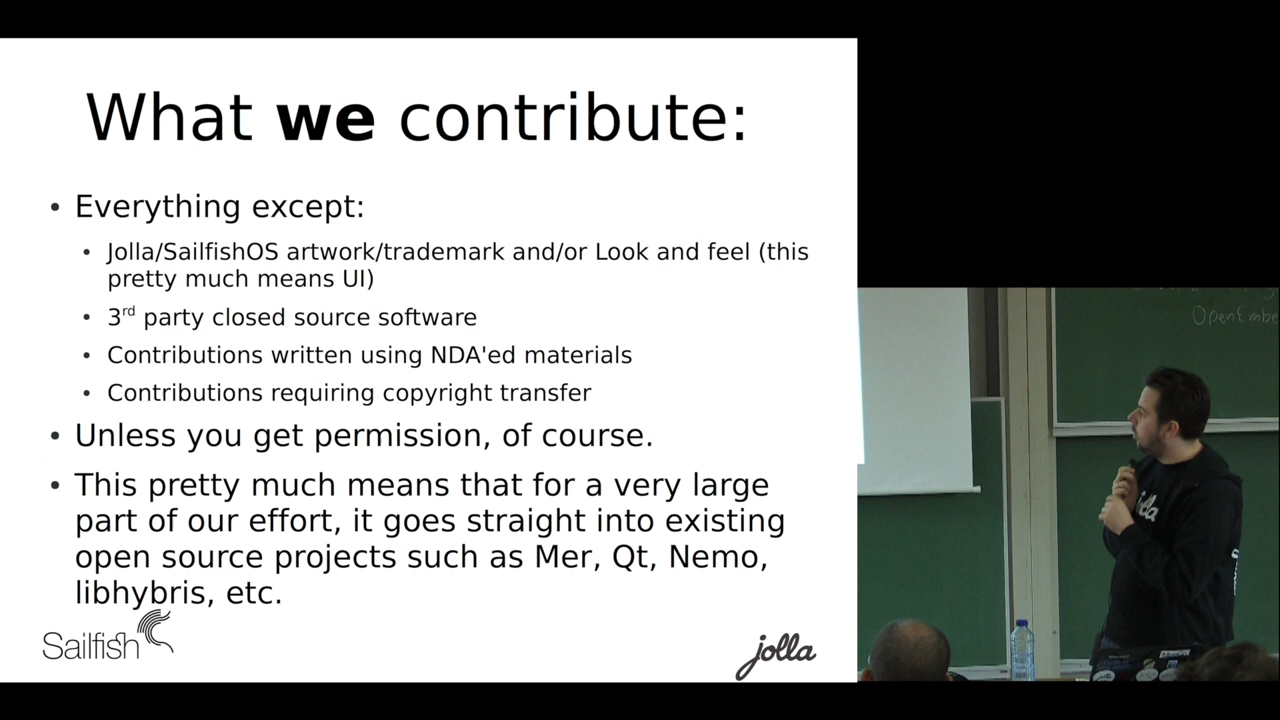 What we contribute:
• Everything except:
• Jolla/SailfishOS artwork/trademark and/or Look and feel (this
pretty much means UI)
• 3rd party closed source software
• Contributions written using NDA'ed materials
• Contributions requiring copyright transfer
• Unless you get permission, of course.
• This pretty much means that for a very large
part of our effort, it goes straight into existing
open source projects such as Mer, Qt, Nemo,
libhybris, etc.
Sailfish
jolla
OpenEmbe
jolla